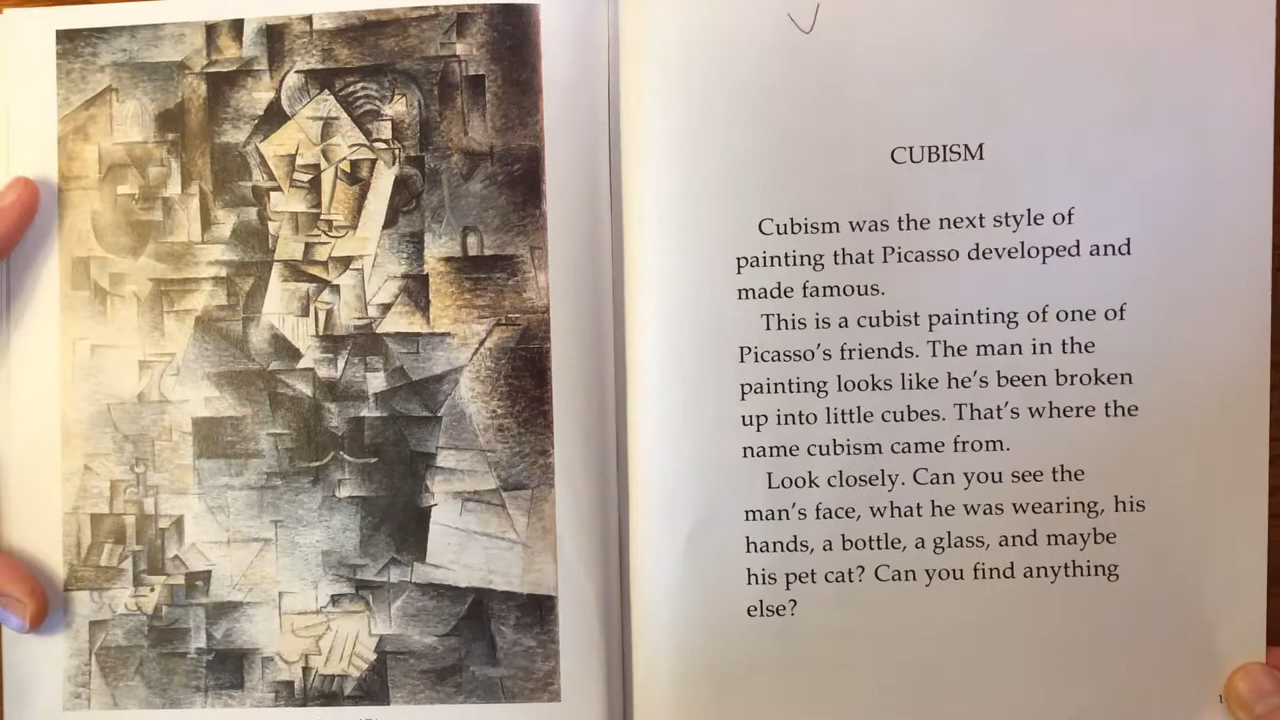 CUBISM
Cubism was the next style of
painting that Picasso developed and
made famous.
This is a cubist painting of one of
Picasso's friends. The man in the
painting looks like he's been broken
up into little cubes. That's where the
name cubism came from.
Look closely. Can you see the
man's face, what he was wearing, his
hands, a bottle, a glass, and maybe
his pet cat? Can you find anything
else?